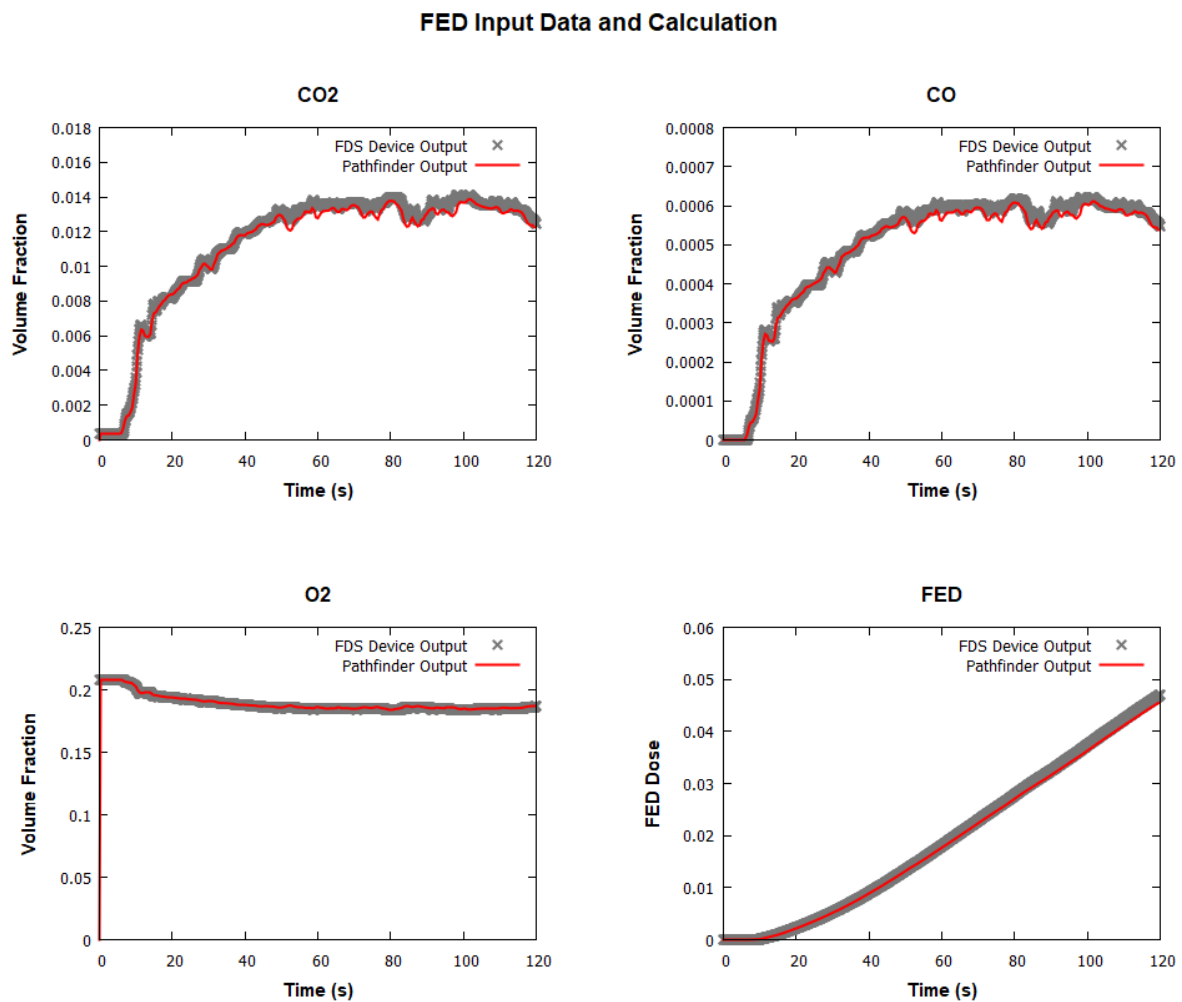 FED Input Data and Calculation
CO2
0.018
0.016
0.014
0.012
0.01
0.008
0.006
0.004
0.002
0
Volume Fraction
FDS Device Output
Pathfinder Output
0 20 40 60 80 100 120
Time (s)
CO
0.0008
0.0007
0.0006
0.0005
0.0004
0.0003
0.0002
0.0001
0
Volume Fraction
FDS Device Output
Pathfinder Output
0 20 40 60 80 100 120
Time (s)
O2
0.25
0.2
0.15
0.1
0.05
0
Volume Fraction
FDS Device Output
Pathfinder Output
0 20 40 60 80 100 120
Time (s)
FED
0.06
0.05
0.04
0.03
0.02
0.01
0
FED Dose
FDS Device Output
Pathfinder Output
0 20 40 60 80 100 120
Time (s)